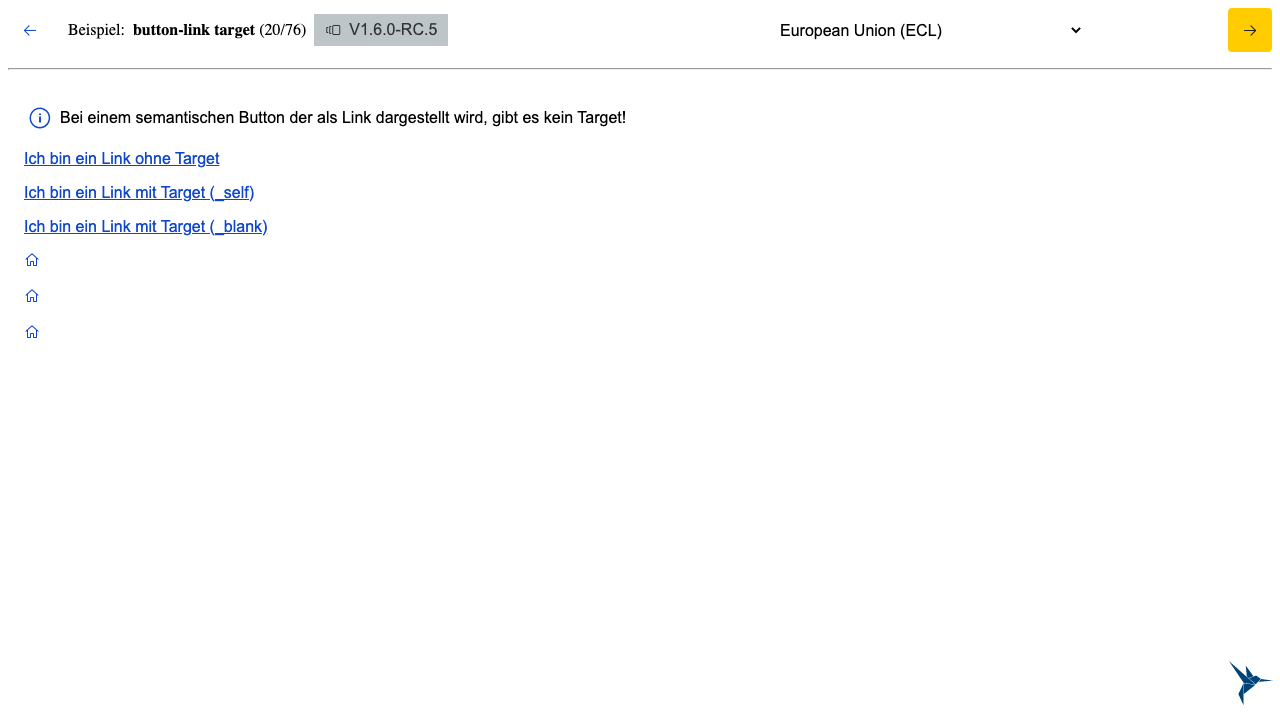 Beispiel: button-link target (20/76) V1.6.0-RC.5 European Union (ECL)
Bei einem semantischen Button der als Link dargestellt wird, gibt es kein Target!
Ich bin ein Link ohne Target
Ich bin ein Link mit Target (_self)
Ich bin ein Link mit Target (_blank)